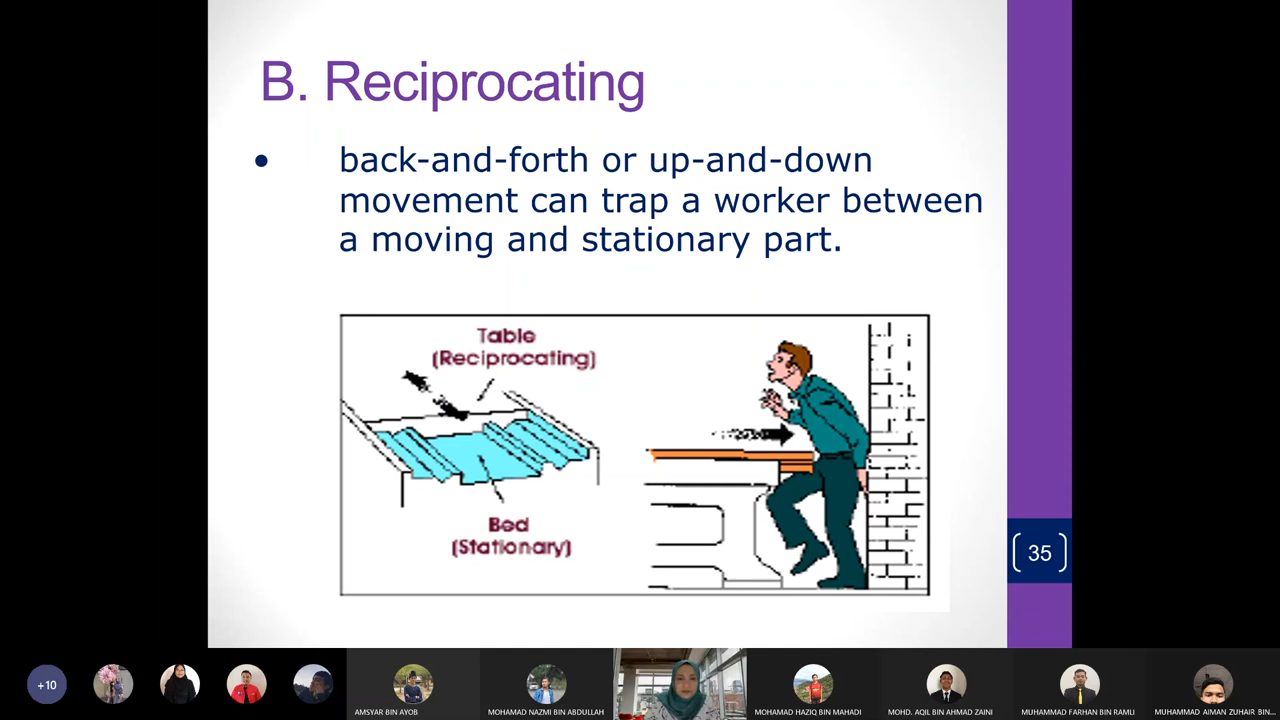 B. Reciprocating
• back-and-forth or up-and-down
movement can trap a worker between
a moving and stationary part.
Table
(Reciprocating)
Bed
(Stationary)
35
+10
AMSYAR BIN AYOB
MOHAMAD NAZMI BIN ABDULLAH
MOHAMAD HAZIQ BIN MAHADI
MOHD. AQIL BIN AHMAD ZAINI
MUHAMMAD FARHAN BIN RAMLI
MUHAMMAD AIMAN ZUHAIR BIN...